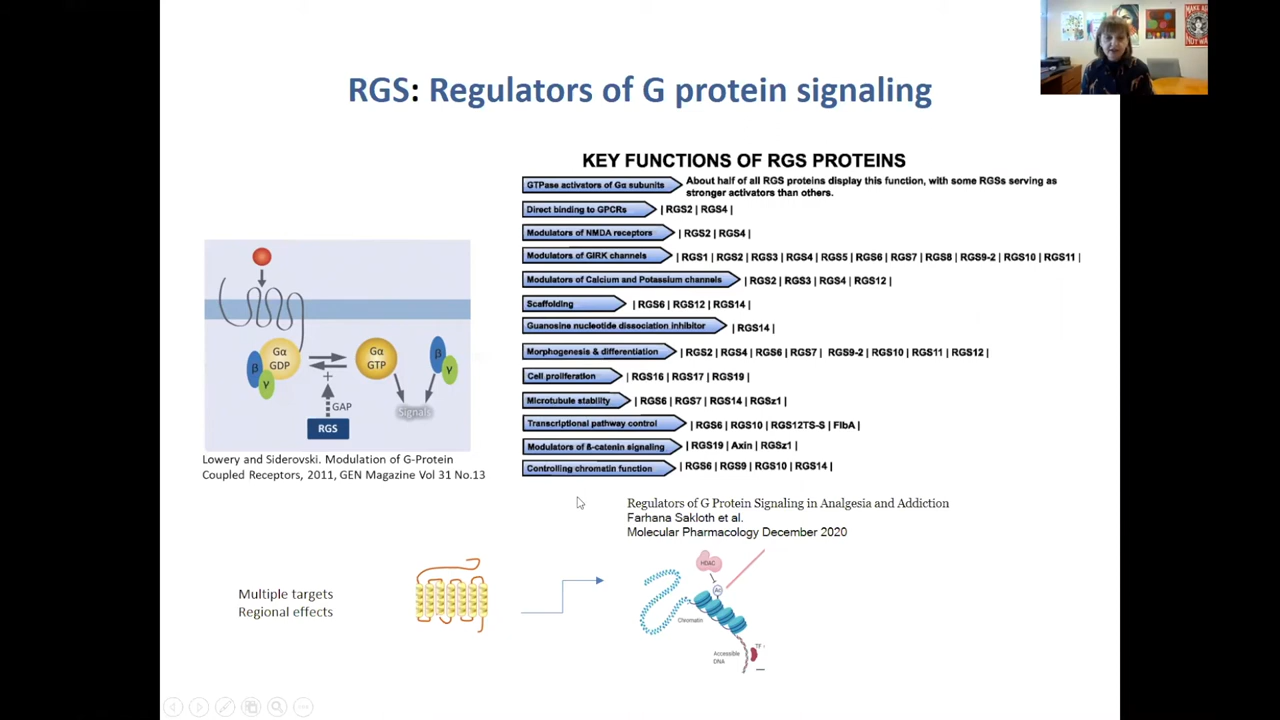 RGS: Regulators of G protein signaling
MAKE
NOT
KEY FUNCTIONS OF RGS PROTEINS
GTPase activators of Gα subunits
About half of all RGS proteins display this function, with some RGSs serving as
stronger activators than others.
Direct binding to GPCRs | RGS2 | RGS4 |
Modulators of NMDA receptors | RGS2 | RGS4 |
Modulators of GIRK channels | RGS1 | RGS2 | RGS3 | RGS4 | RGS5 | RGS6 | RGS7 | RGS8 | RGS9-2 | RGS10 | RGS11 |
Modulators of Calcium and Potassium channels | RGS2 | RGS3 | RGS4 | RGS12 |
Scaffolding | RGS6 | RGS12 | RGS14 |
Guanosine nucleotide dissociation inhibitor | RGS14 |
Morphogenesis & differentiation | RGS2 | RGS4 | RGS6 | RGS7 | RGS9-2 | RGS10 | RGS11 | RGS12 |
Cell proliferation | RGS16 | RGS17 | RGS19 |
Microtubule stability | RGS6 | RGS7 | RGS14 | RGSz1 |
Transcriptional pathway control | RGS6 | RGS10 | RGS12TS-S | FlbA |
Modulators of ß-catenin signaling | RGS19 | Axin | RGSz1 |
Controlling chromatin function | RGS6 | RGS9 | RGS10 | RGS14 |
Gα
GDP
β
γ
+
GAP
RGS
Gα
GTP
β
γ
Signals
Lowery and Siderovski. Modulation of G-Protein
Coupled Receptors, 2011, GEN Magazine Vol 31 No.13
Regulators of G Protein Signaling in Analgesia and Addiction
Farhana Sakloth et al.
Molecular Pharmacology December 2020
Multiple targets
Regional effects
HDAC
Ac
Chromatin
Accessible
DNA
TF